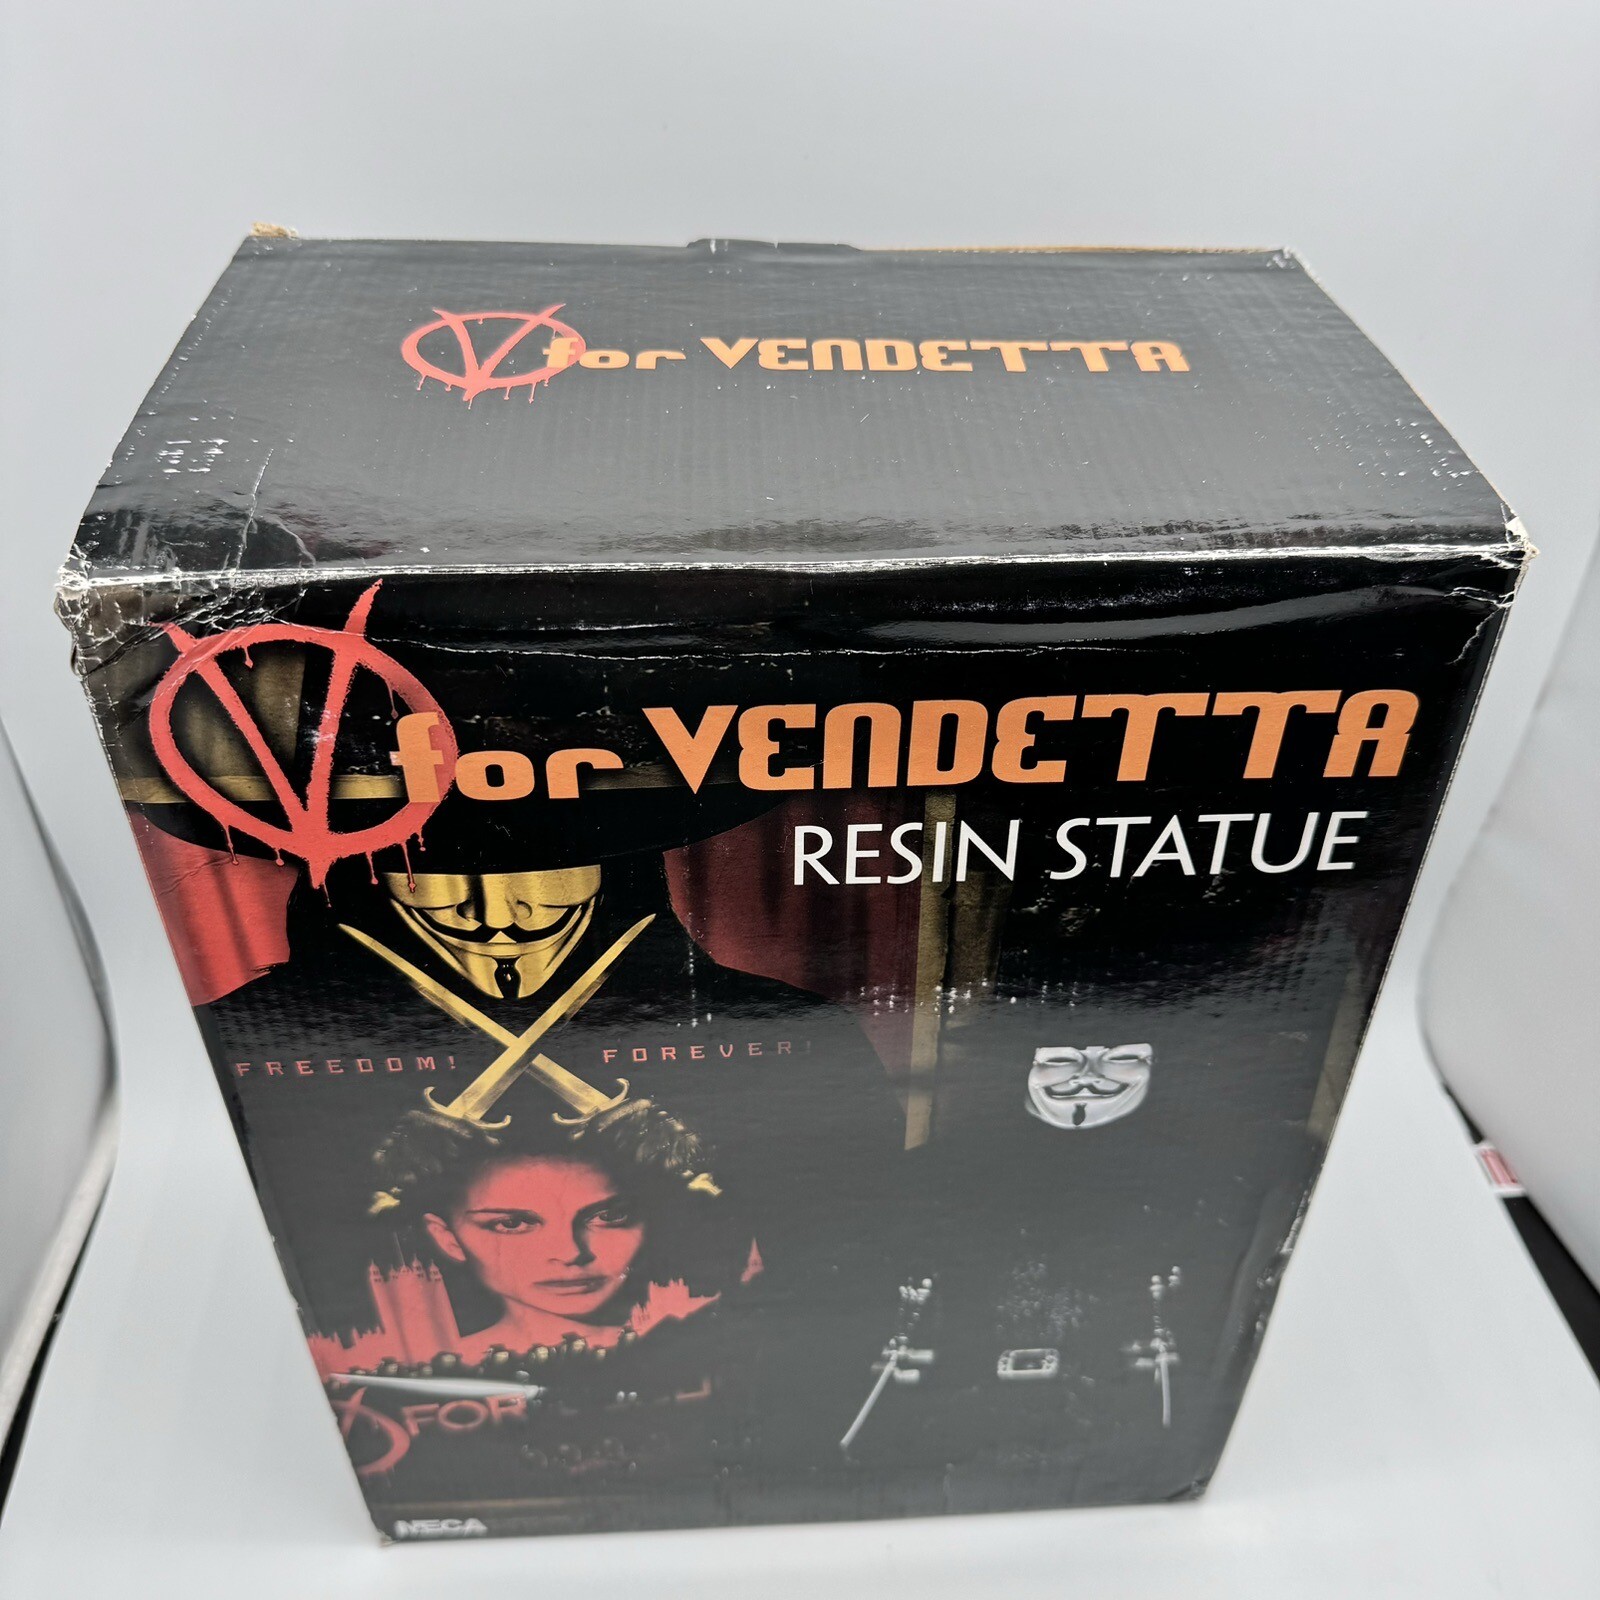 V for VENDETTA
V for VENDETTA
RESIN STATUE
FREEDOM! FOREVER!
V FOR
NECA